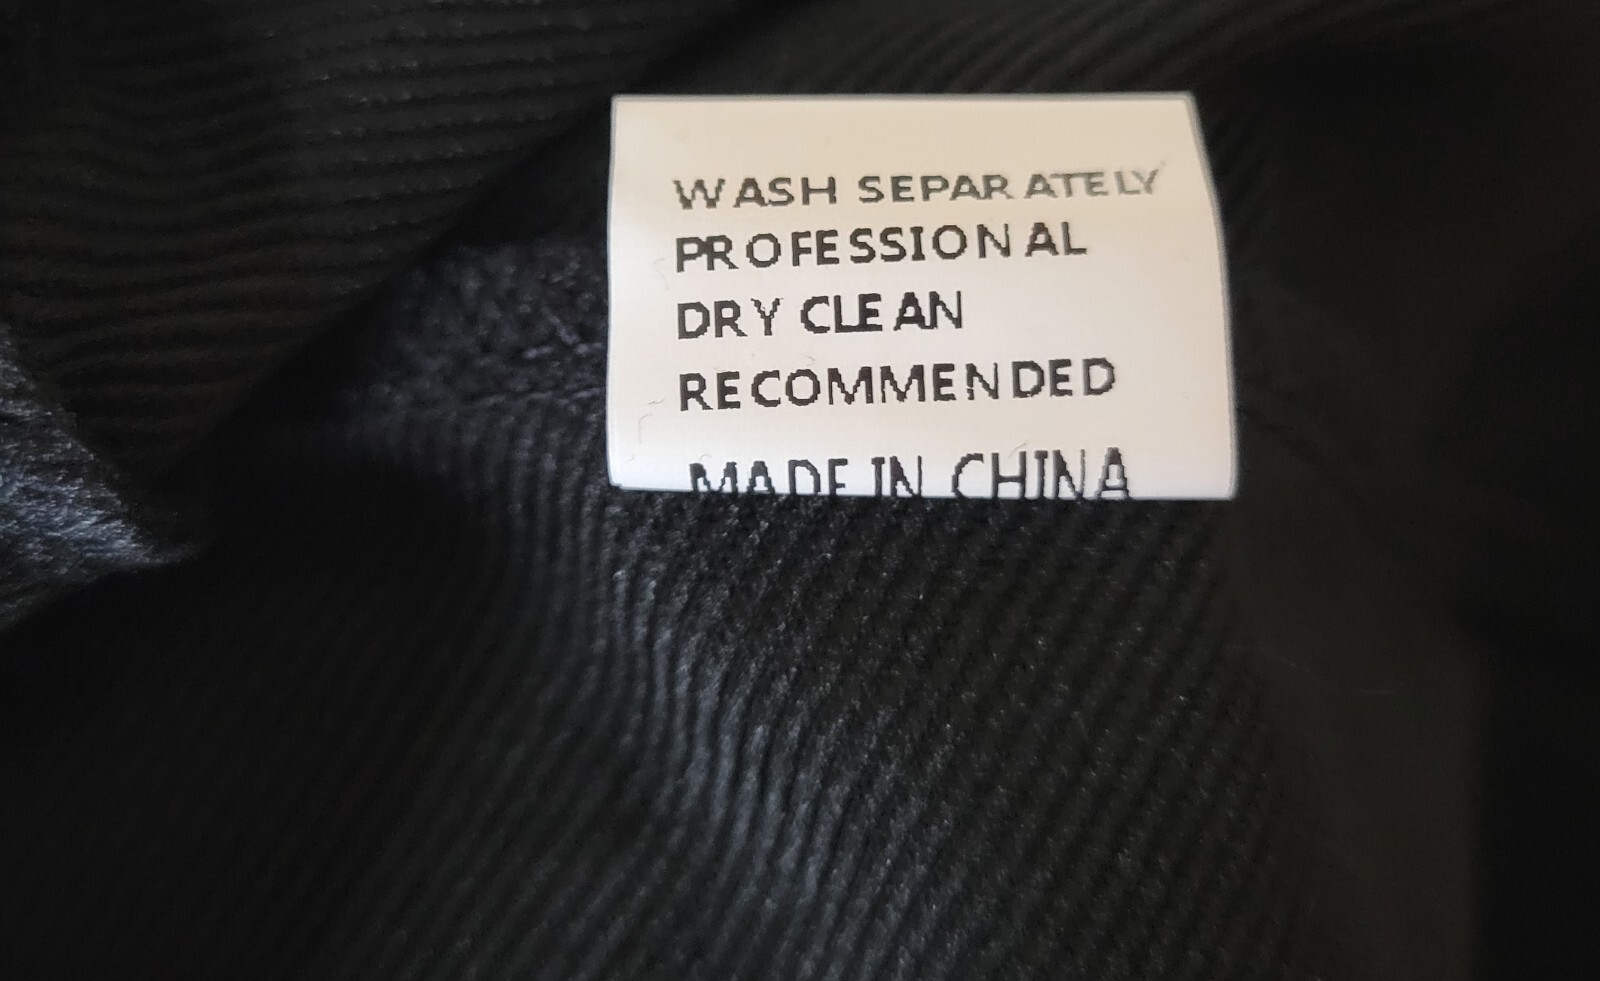 WASH SEPARATELY
PROFESSIONAL
DRY CLEAN
RECOMMENDED
MADE IN CHINA